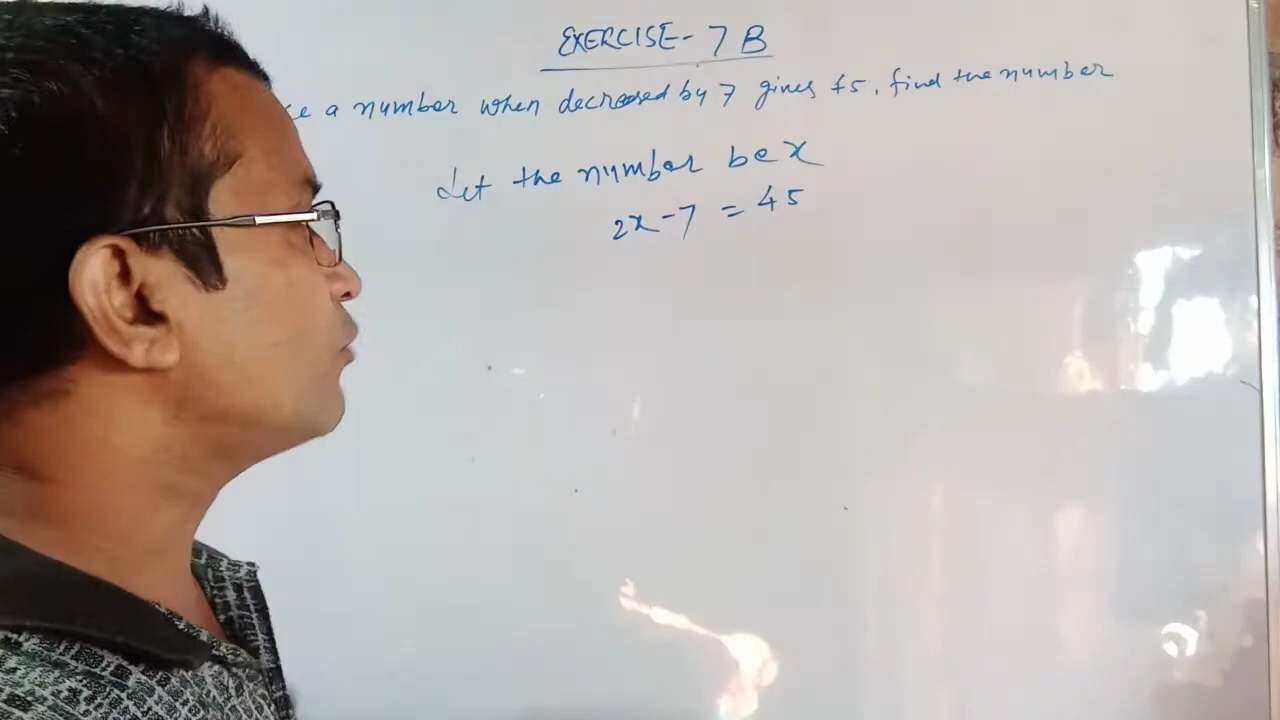 EXERCISE - 7 B
ce a number when decreased by 7 gives 45, find the number
Let the number be x
2x - 7 = 45